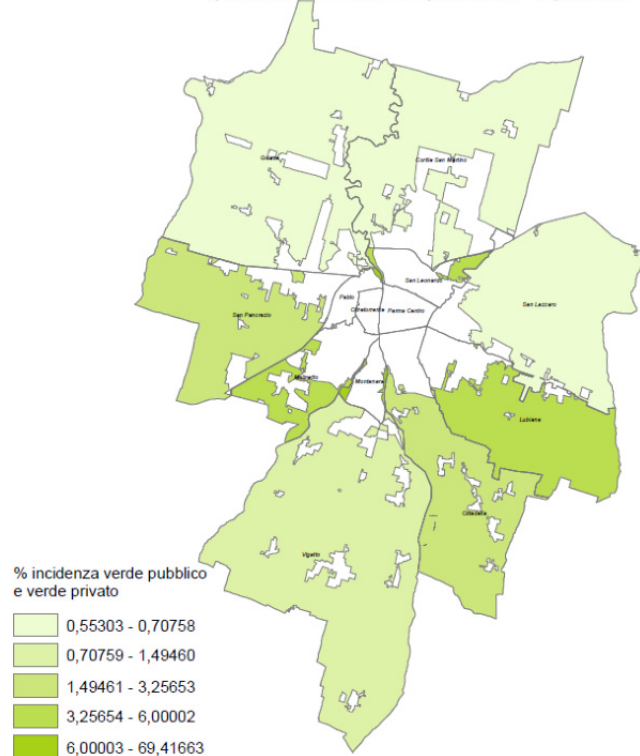 Golese
Cortile San Martino
San Leonardo
San Lazzaro
Pablo
Oltretorrente
Parma Centro
San Pancrazio
Molinetto
Montanara
Lubiana
Cittadella
Vigatto
% incidenza verde pubblico
e verde privato
0,55303 - 0,70758
0,70759 - 1,49460
1,49461 - 3,25653
3,25654 - 6,00002
6,00003 - 69,41663